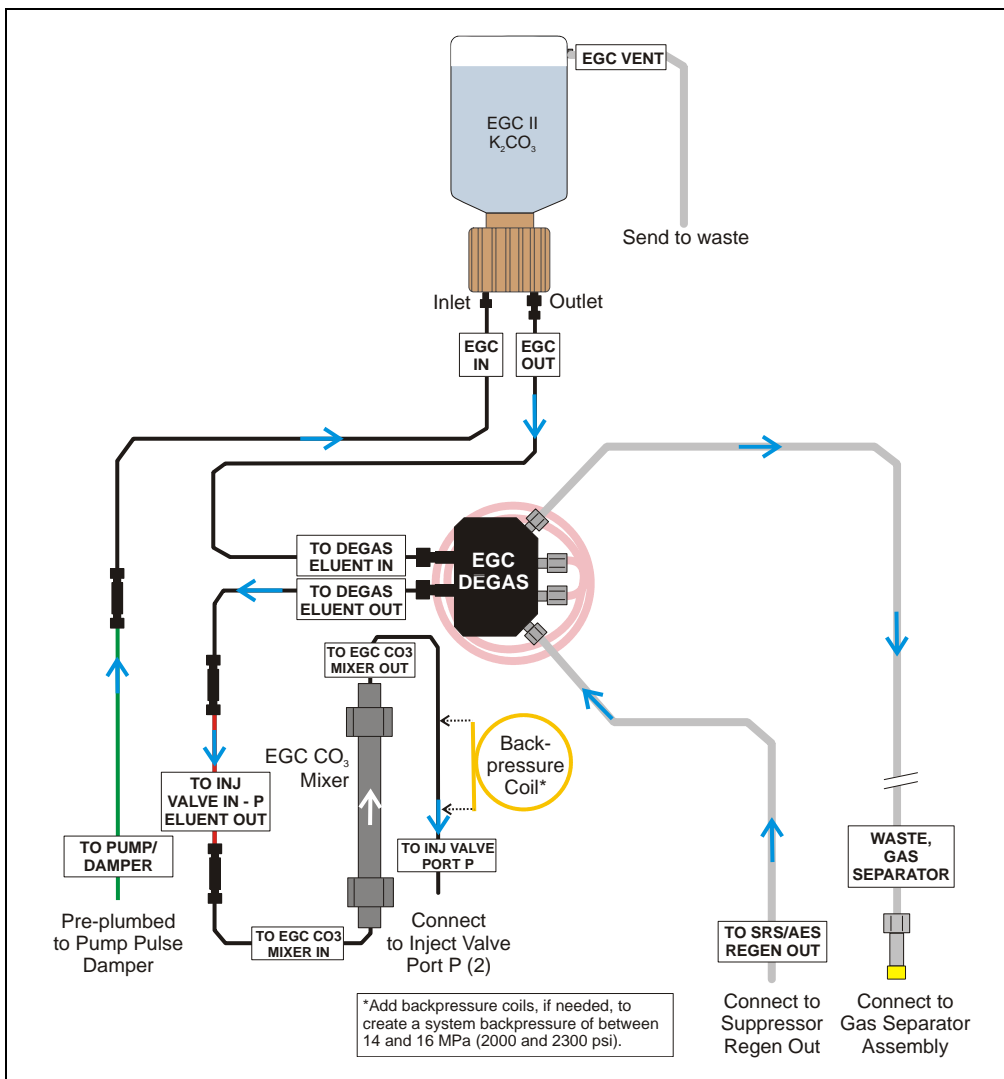 EGC VENT
EGC II
K₂CO₃
Send to waste
Inlet
Outlet
EGC
IN
EGC
OUT
TO DEGAS
ELUENT IN
EGC
DEGAS
TO DEGAS
ELUENT OUT
TO EGC CO3
MIXER OUT
EGC CO₃
Mixer
Back-
pressure
Coil*
TO INJ
VALVE IN - P
ELUENT OUT
TO PUMP/
DAMPER
TO INJ VALVE
PORT P
WASTE,
GAS
SEPARATOR
Pre-plumbed
to Pump Pulse
Damper
TO EGC CO3
MIXER IN
Connect
to Inject Valve
Port P (2)
TO SRS/AES
REGEN OUT
*Add backpressure coils, if needed, to
create a system backpressure of between
14 and 16 MPa (2000 and 2300 psi).
Connect to
Suppressor
Regen Out
Connect to
Gas Separator
Assembly